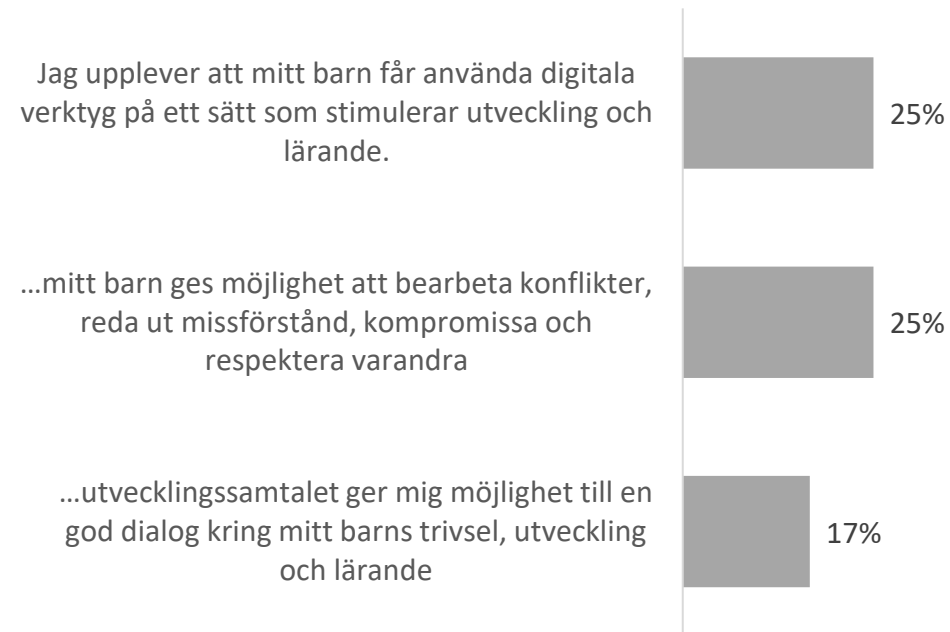 Jag upplever att mitt barn får använda digitala
verktyg på ett sätt som stimulerar utveckling och
lärande.
25%
…mitt barn ges möjlighet att bearbeta konflikter,
reda ut missförstånd, kompromissa och
respektera varandra
25%
…utvecklingssamtalet ger mig möjlighet till en
god dialog kring mitt barns trivsel, utveckling
och lärande
17%